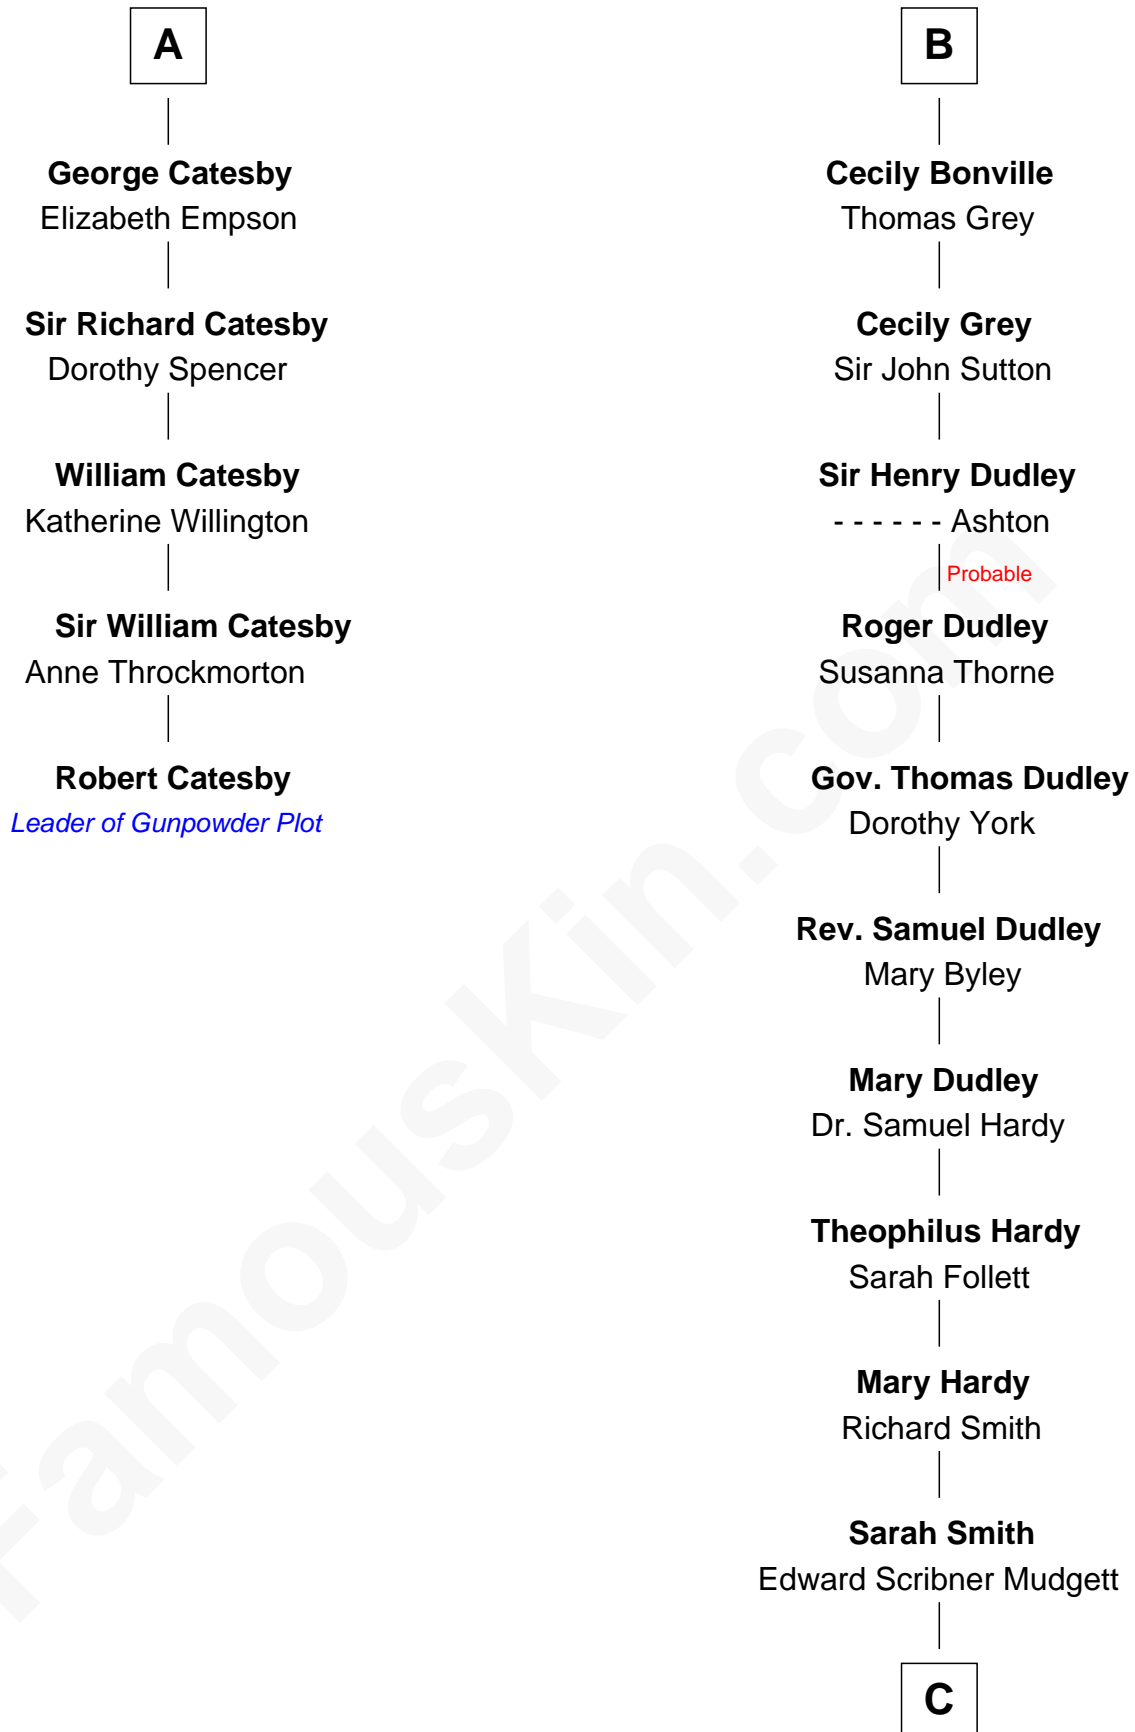 A
George Catesby
Elizabeth Empson
Sir Richard Catesby
Dorothy Spencer
William Catesby
Katherine Willington
Sir William Catesby
Anne Throckmorton
Robert Catesby
Leader of Gunpowder Plot
B
Cecily Bonville
Thomas Grey
Cecily Grey
Sir John Sutton
Sir Henry Dudley
- - - - - - Ashton
Probable
Roger Dudley
Susanna Thorne
Gov. Thomas Dudley
Dorothy York
Rev. Samuel Dudley
Mary Byley
Mary Dudley
Dr. Samuel Hardy
Theophilus Hardy
Sarah Follett
Mary Hardy
Richard Smith
Sarah Smith
Edward Scribner Mudgett
C
FamousKin.com